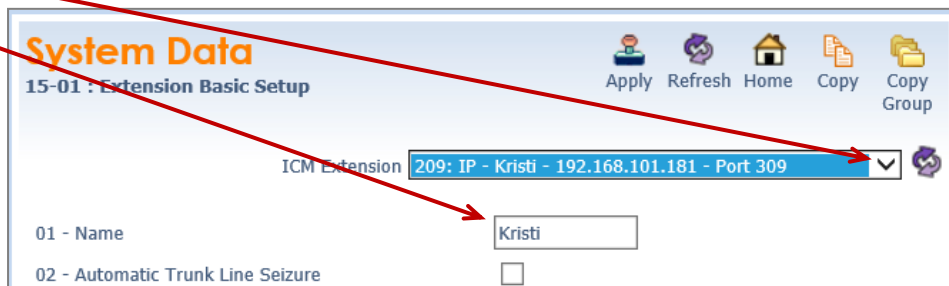 System Data
15-01 : Extension Basic Setup
Apply Refresh Home Copy Copy Group
ICM Extension 209: IP - Kristi - 192.168.101.181 - Port 309
01 - Name Kristi
02 - Automatic Trunk Line Seizure